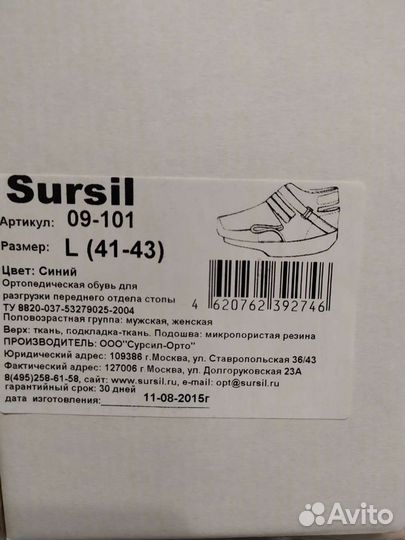 Sursil
Артикул: 09-101
Размер: L (41-43)
Цвет: Синий
Ортопедическая обувь для
разгрузки переднего отдела стопы
ТУ 8820-037-53279025-2004
Половозрастная группа: мужская, женская
4 620762 392746
Верх: ткань, подкладка-ткань. Подошва: микропористая резина
ПРОИЗВОДИТЕЛЬ: ООО"Сурсил-Орто"
Юридический адрес: 109386 г.Москва, ул. Ставропольская 36/43
Фактический адрес: 127006 г Москва, ул. Долгоруковская 23А
8(495)258-61-58, сайт: www.sursil.ru, e-mail: opt@sursil.ru
гарантийный срок: 30 дней
дата изготовления: 11-08-2015г
Avito